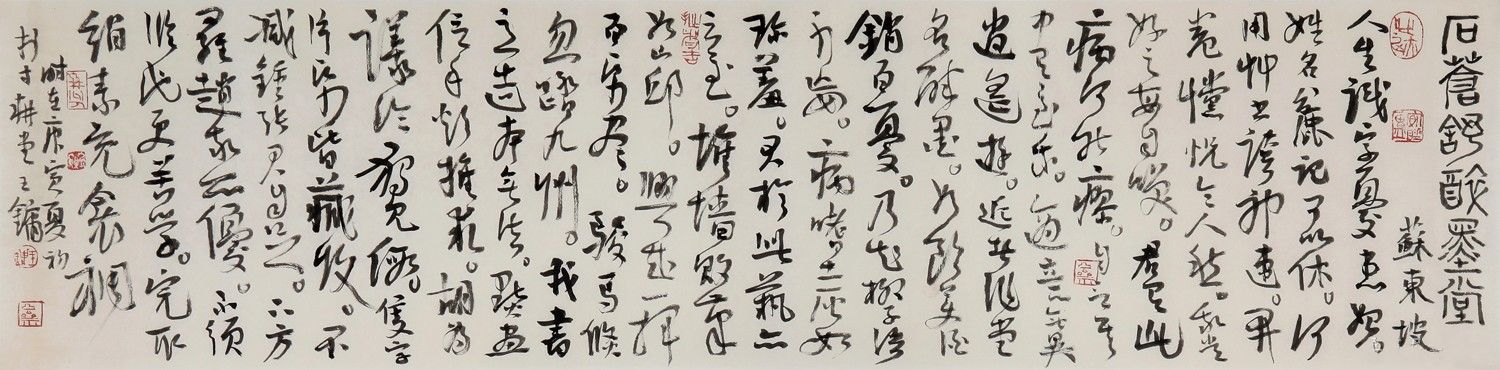 石蒼舒醉墨堂
蘇東坡
人生識字憂患始。
姓名麤記可以休。何
用艸書誇神速。開
卷戃怳令人愁。我嘗
好之每自笑。君有此
病何能瘳。自言其
中有至樂。適意無異
逍遙遊。近者作堂
名醉墨。如飲美酒
銷百憂。乃知柳子語
不妄。病嗜土炭如
珍羞。君於此藝亦
云至。堆墻敗筆
如山邱。興來一揮
百紙盡。駿馬倏
忽踏九州。我書
意造本無法。點畫
信手煩推求。胡為
議論獨見假。隻字
片紙皆藏收。不
減鍾張君自足。下方
羅趙我亦優。不須
臨池更苦學。完取
絹素充衾裯
時在庚寅夏初
於寸耕堂王鏞